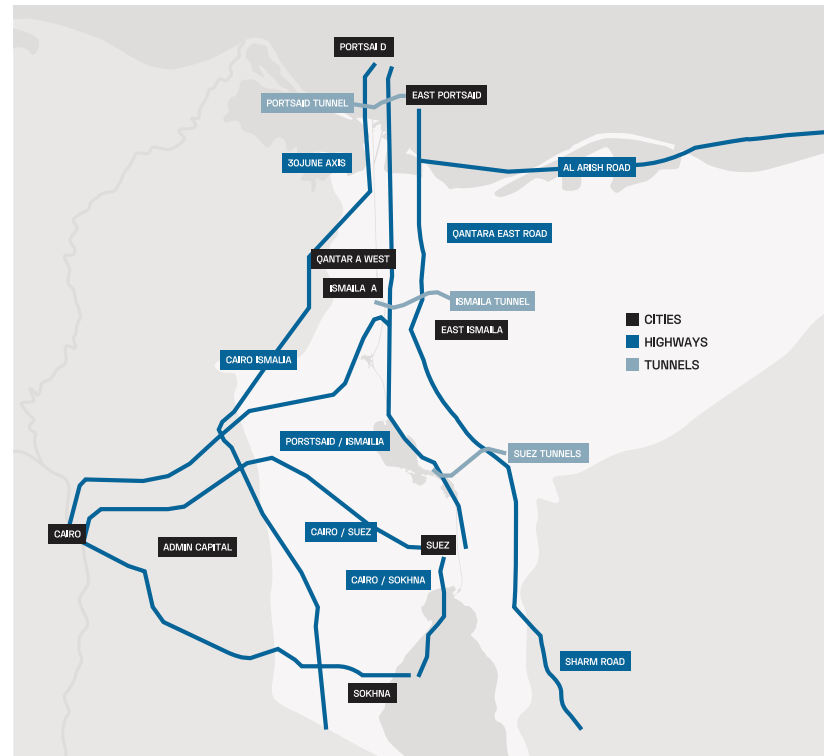 PORTSAI D
EAST PORTSAID
PORTSAID TUNNEL
30JUNE AXIS
AL ARISH ROAD
QANTARA EAST ROAD
QANTAR A WEST
ISMAILA A
ISMAILA TUNNEL
EAST ISMAILA
CITIES
HIGHWAYS
TUNNELS
CAIRO ISMALIA
PORSTSAID / ISMAILIA
SUEZ TUNNELS
CAIRO
CAIRO / SUEZ
ADMIN CAPITAL
SUEZ
CAIRO / SOKHNA
SHARM ROAD
SOKHNA